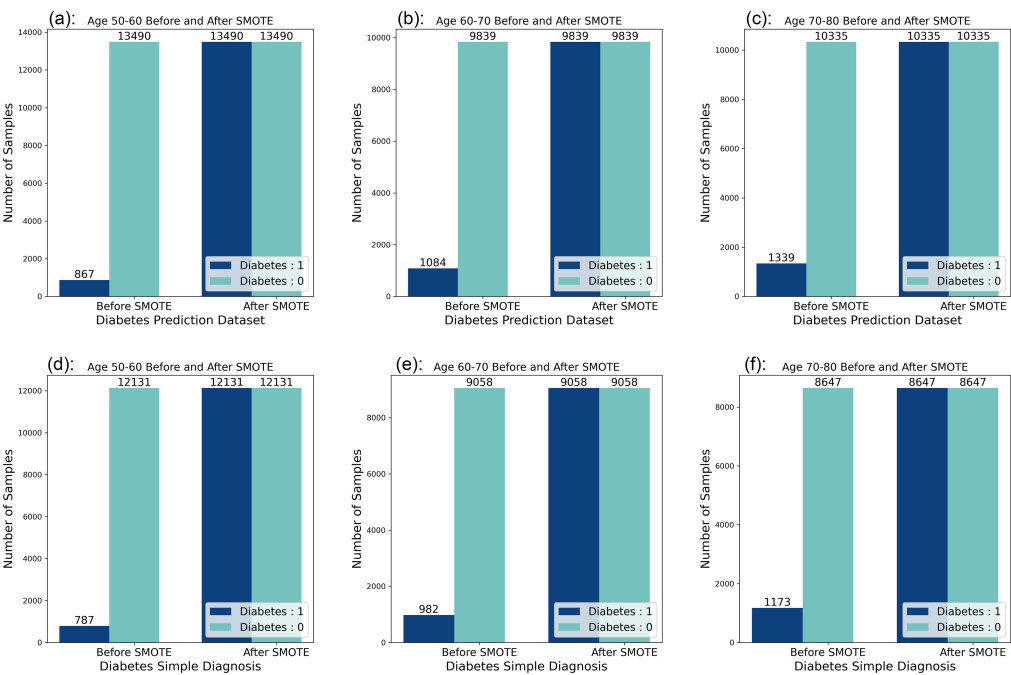 (a): Age 50-60 Before and After SMOTE
13490 13490 13490
14000
12000
10000
8000
6000
4000
2000
0
Number of Samples
867
Diabetes : 1
Diabetes : 0
Before SMOTE After SMOTE
Diabetes Prediction Dataset
(b): Age 60-70 Before and After SMOTE
9839 9839 9839
10000
8000
6000
4000
2000
0
Number of Samples
1084
Diabetes : 1
Diabetes : 0
Before SMOTE After SMOTE
Diabetes Prediction Dataset
(c): Age 70-80 Before and After SMOTE
10335 10335 10335
10000
8000
6000
4000
2000
0
Number of Samples
1339
Diabetes : 1
Diabetes : 0
Before SMOTE After SMOTE
Diabetes Prediction Dataset
(d): Age 50-60 Before and After SMOTE
12131 12131 12131
12000
10000
8000
6000
4000
2000
0
Number of Samples
787
Diabetes : 1
Diabetes : 0
Before SMOTE After SMOTE
Diabetes Simple Diagnosis
(e): Age 60-70 Before and After SMOTE
9058 9058 9058
8000
6000
4000
2000
0
Number of Samples
982
Diabetes : 1
Diabetes : 0
Before SMOTE After SMOTE
Diabetes Simple Diagnosis
(f): Age 70-80 Before and After SMOTE
8647 8647 8647
8000
6000
4000
2000
0
Number of Samples
1173
Diabetes : 1
Diabetes : 0
Before SMOTE After SMOTE
Diabetes Simple Diagnosis